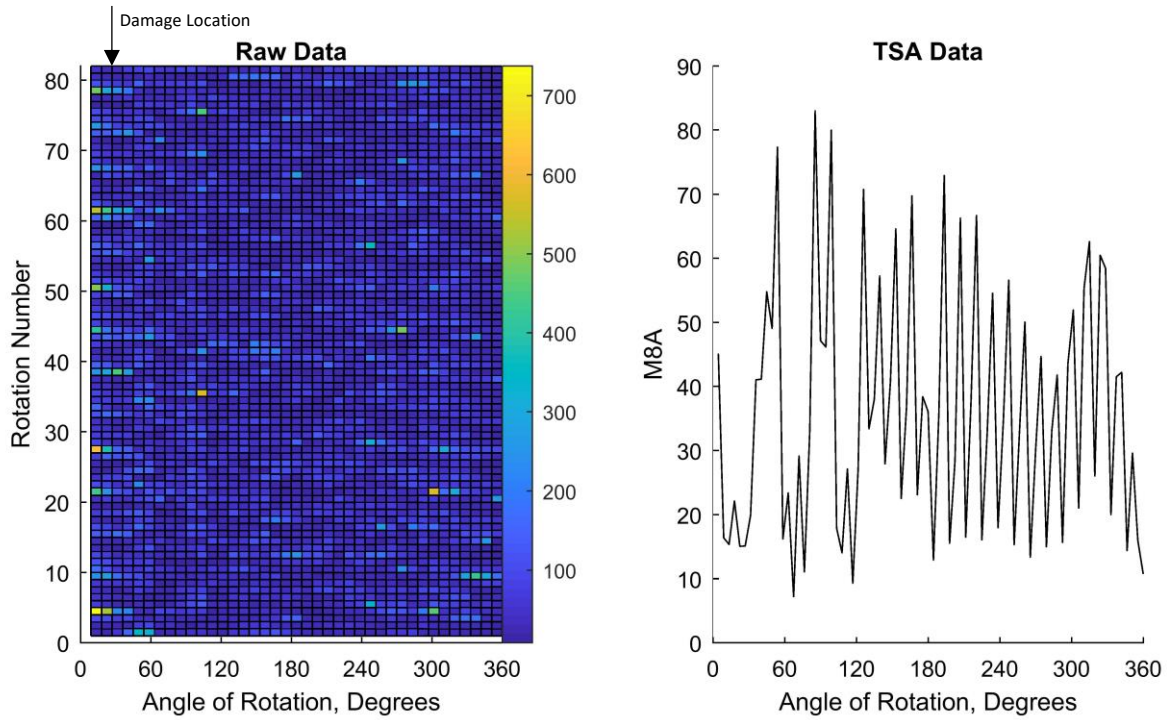 Damage Location
Raw Data
80
70
60
50
40
30
20
10
0
Rotation Number
0 60 120 180 240 300 360
Angle of Rotation, Degrees
700
600
500
400
300
200
100
TSA Data
90
80
70
60
50
40
30
20
10
0
M8A
0 60 120 180 240 300 360
Angle of Rotation, Degrees